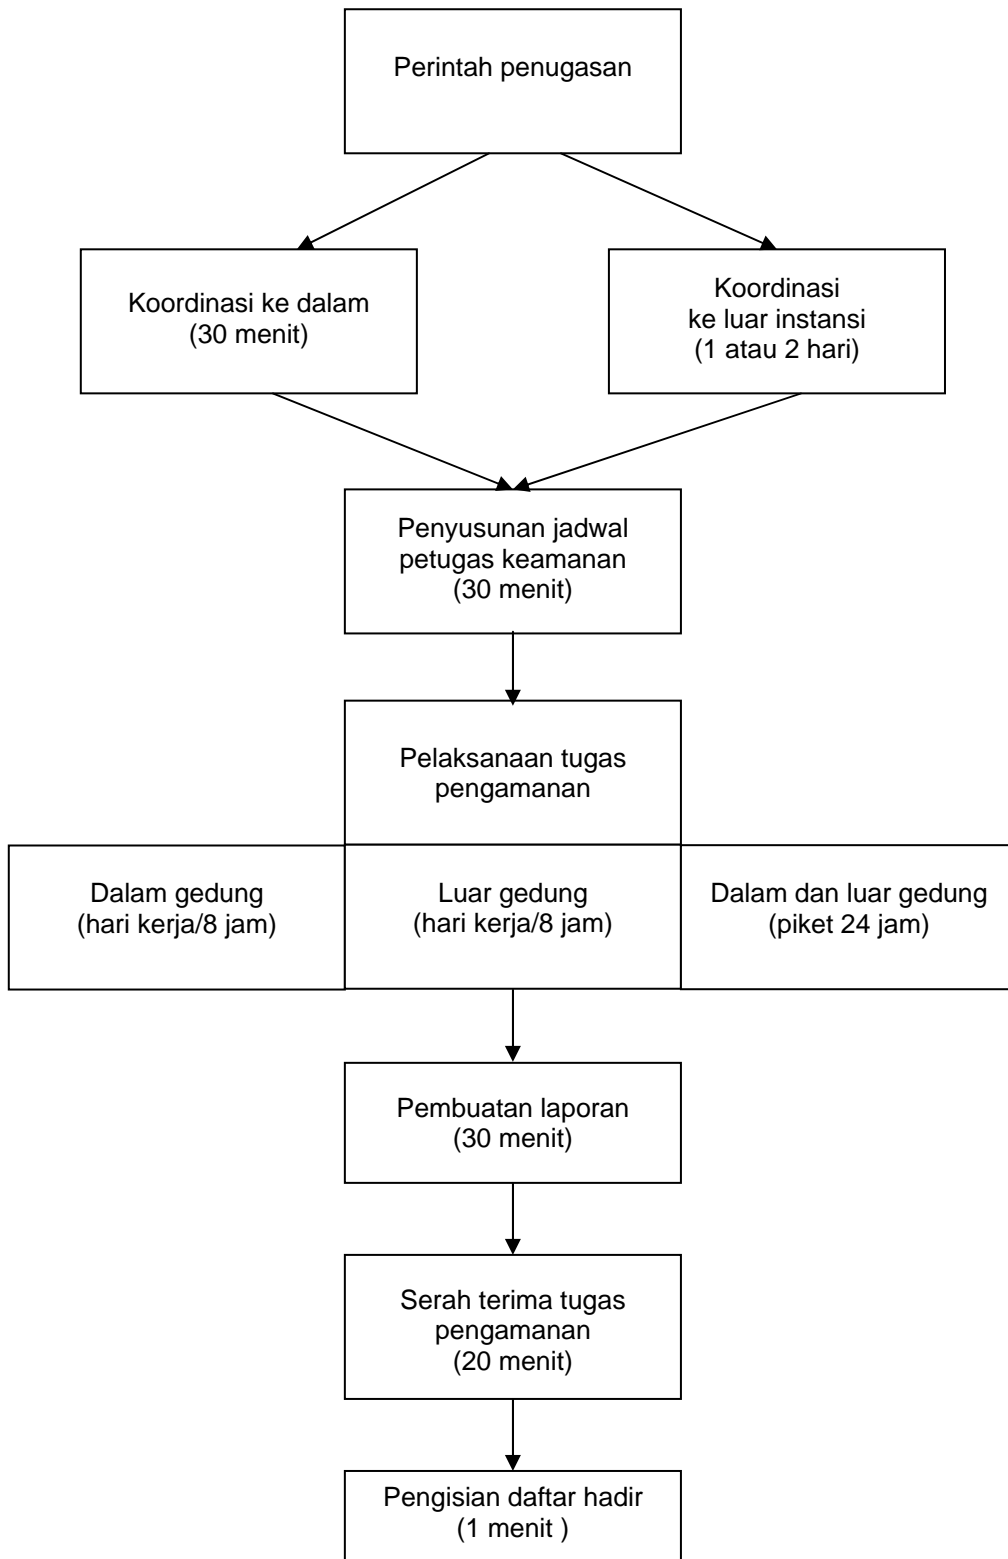 Perintah penugasan
Koordinasi ke dalam
(30 menit)
Koordinasi
ke luar instansi
(1 atau 2 hari)
Penyusunan jadwal
petugas keamanan
(30 menit)
Pelaksanaan tugas
pengamanan
Dalam gedung
(hari kerja/8 jam)
Luar gedung
(hari kerja/8 jam)
Dalam dan luar gedung
(piket 24 jam)
Pembuatan laporan
(30 menit)
Serah terima tugas
pengamanan
(20 menit)
Pengisian daftar hadir
(1 menit )